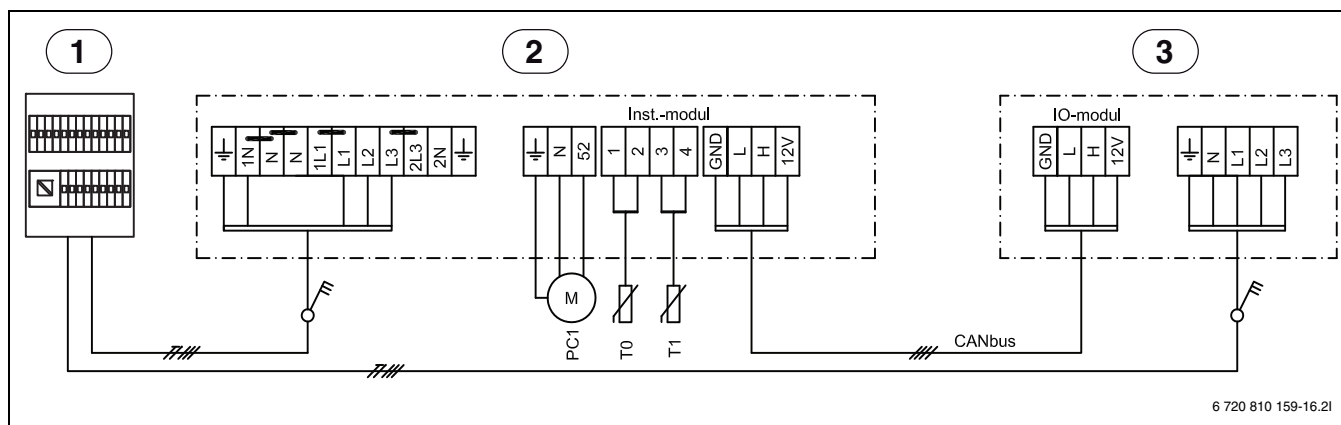 1
2
3
Inst.-modul
IO-modul
⏚ 1N N N 1L1 L1 L2 L3 2L3 2N ⏚
⏚ N 52
1 2 3 4
GND L H 12V
GND L H 12V
⏚ N L1 L2 L3
M
PC1
T0
T1
CANbus
6 720 810 159-16.2I